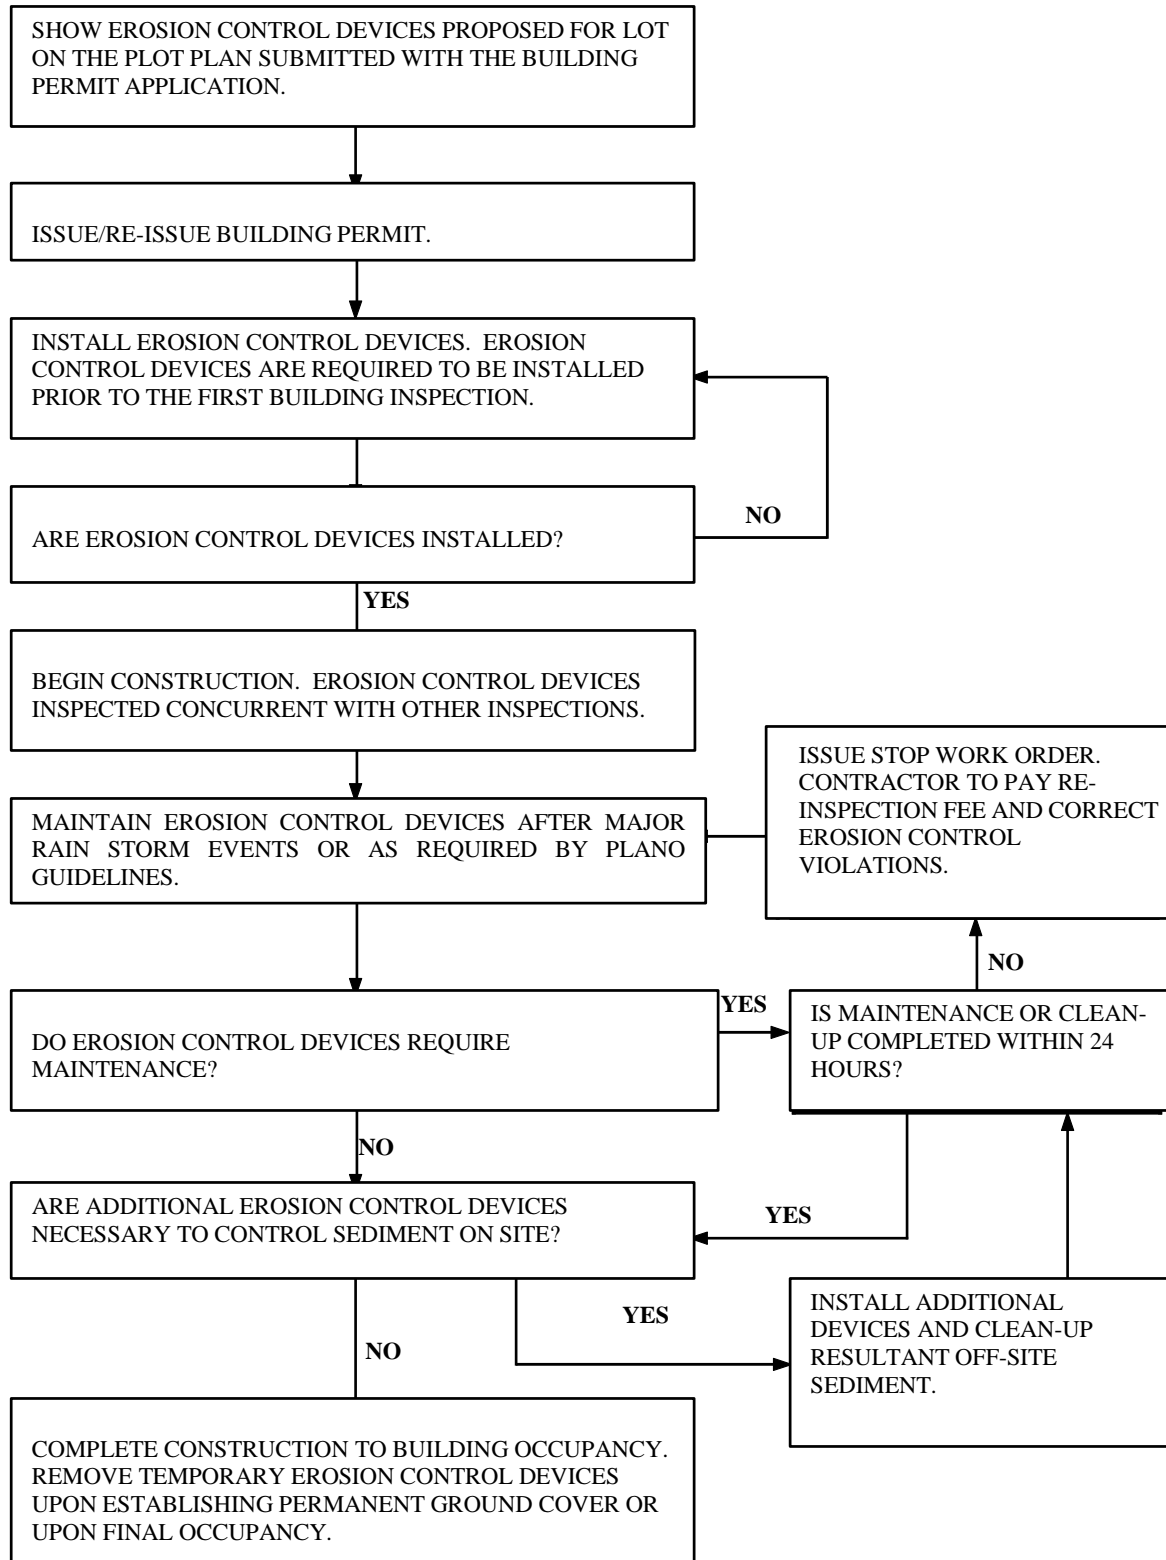 SHOW EROSION CONTROL DEVICES PROPOSED FOR LOT
ON THE PLOT PLAN SUBMITTED WITH THE BUILDING
PERMIT APPLICATION.
ISSUE/RE-ISSUE BUILDING PERMIT.
INSTALL EROSION CONTROL DEVICES. EROSION
CONTROL DEVICES ARE REQUIRED TO BE INSTALLED
PRIOR TO THE FIRST BUILDING INSPECTION.
ARE EROSION CONTROL DEVICES INSTALLED?
NO
YES
BEGIN CONSTRUCTION. EROSION CONTROL DEVICES
INSPECTED CONCURRENT WITH OTHER INSPECTIONS.
ISSUE STOP WORK ORDER.
CONTRACTOR TO PAY RE-
INSPECTION FEE AND CORRECT
EROSION CONTROL
VIOLATIONS.
MAINTAIN EROSION CONTROL DEVICES AFTER MAJOR
RAIN STORM EVENTS OR AS REQUIRED BY PLANO
GUIDELINES.
NO
DO EROSION CONTROL DEVICES REQUIRE
MAINTENANCE?
YES
IS MAINTENANCE OR CLEAN-
UP COMPLETED WITHIN 24
HOURS?
NO
ARE ADDITIONAL EROSION CONTROL DEVICES
NECESSARY TO CONTROL SEDIMENT ON SITE?
YES
YES
INSTALL ADDITIONAL
DEVICES AND CLEAN-UP
RESULTANT OFF-SITE
SEDIMENT.
NO
COMPLETE CONSTRUCTION TO BUILDING OCCUPANCY.
REMOVE TEMPORARY EROSION CONTROL DEVICES
UPON ESTABLISHING PERMANENT GROUND COVER OR
UPON FINAL OCCUPANCY.